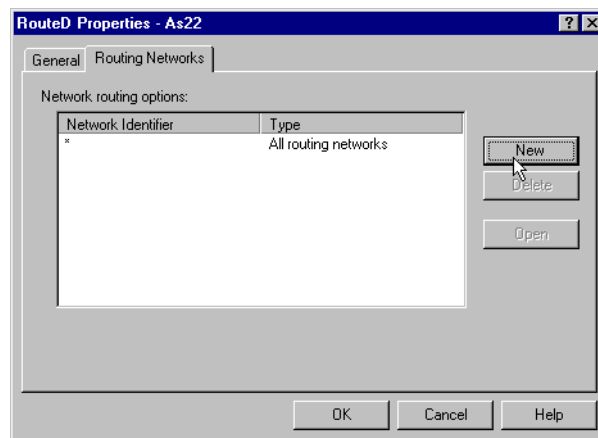 RouteD Properties - As22
General Routing Networks
Network routing options:
Network Identifier Type
* All routing networks
New
Delete
Open
OK Cancel Help